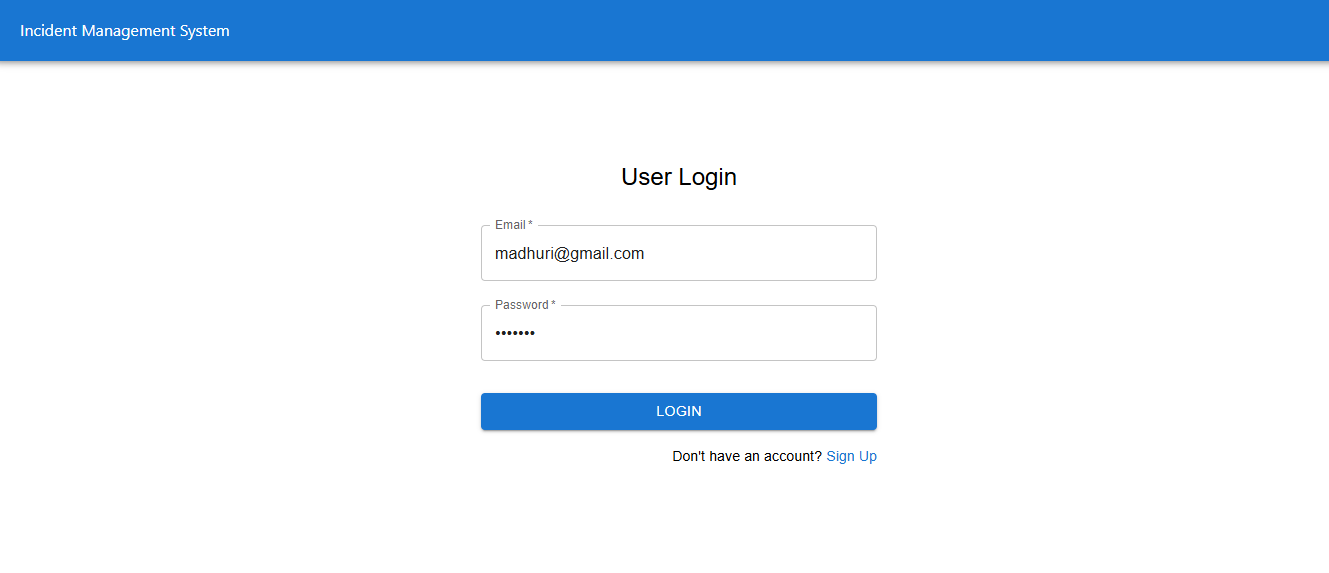 Incident Management System
User Login
Email *
madhuri@gmail.com
Password *
•••••••
LOGIN
Don't have an account? Sign Up